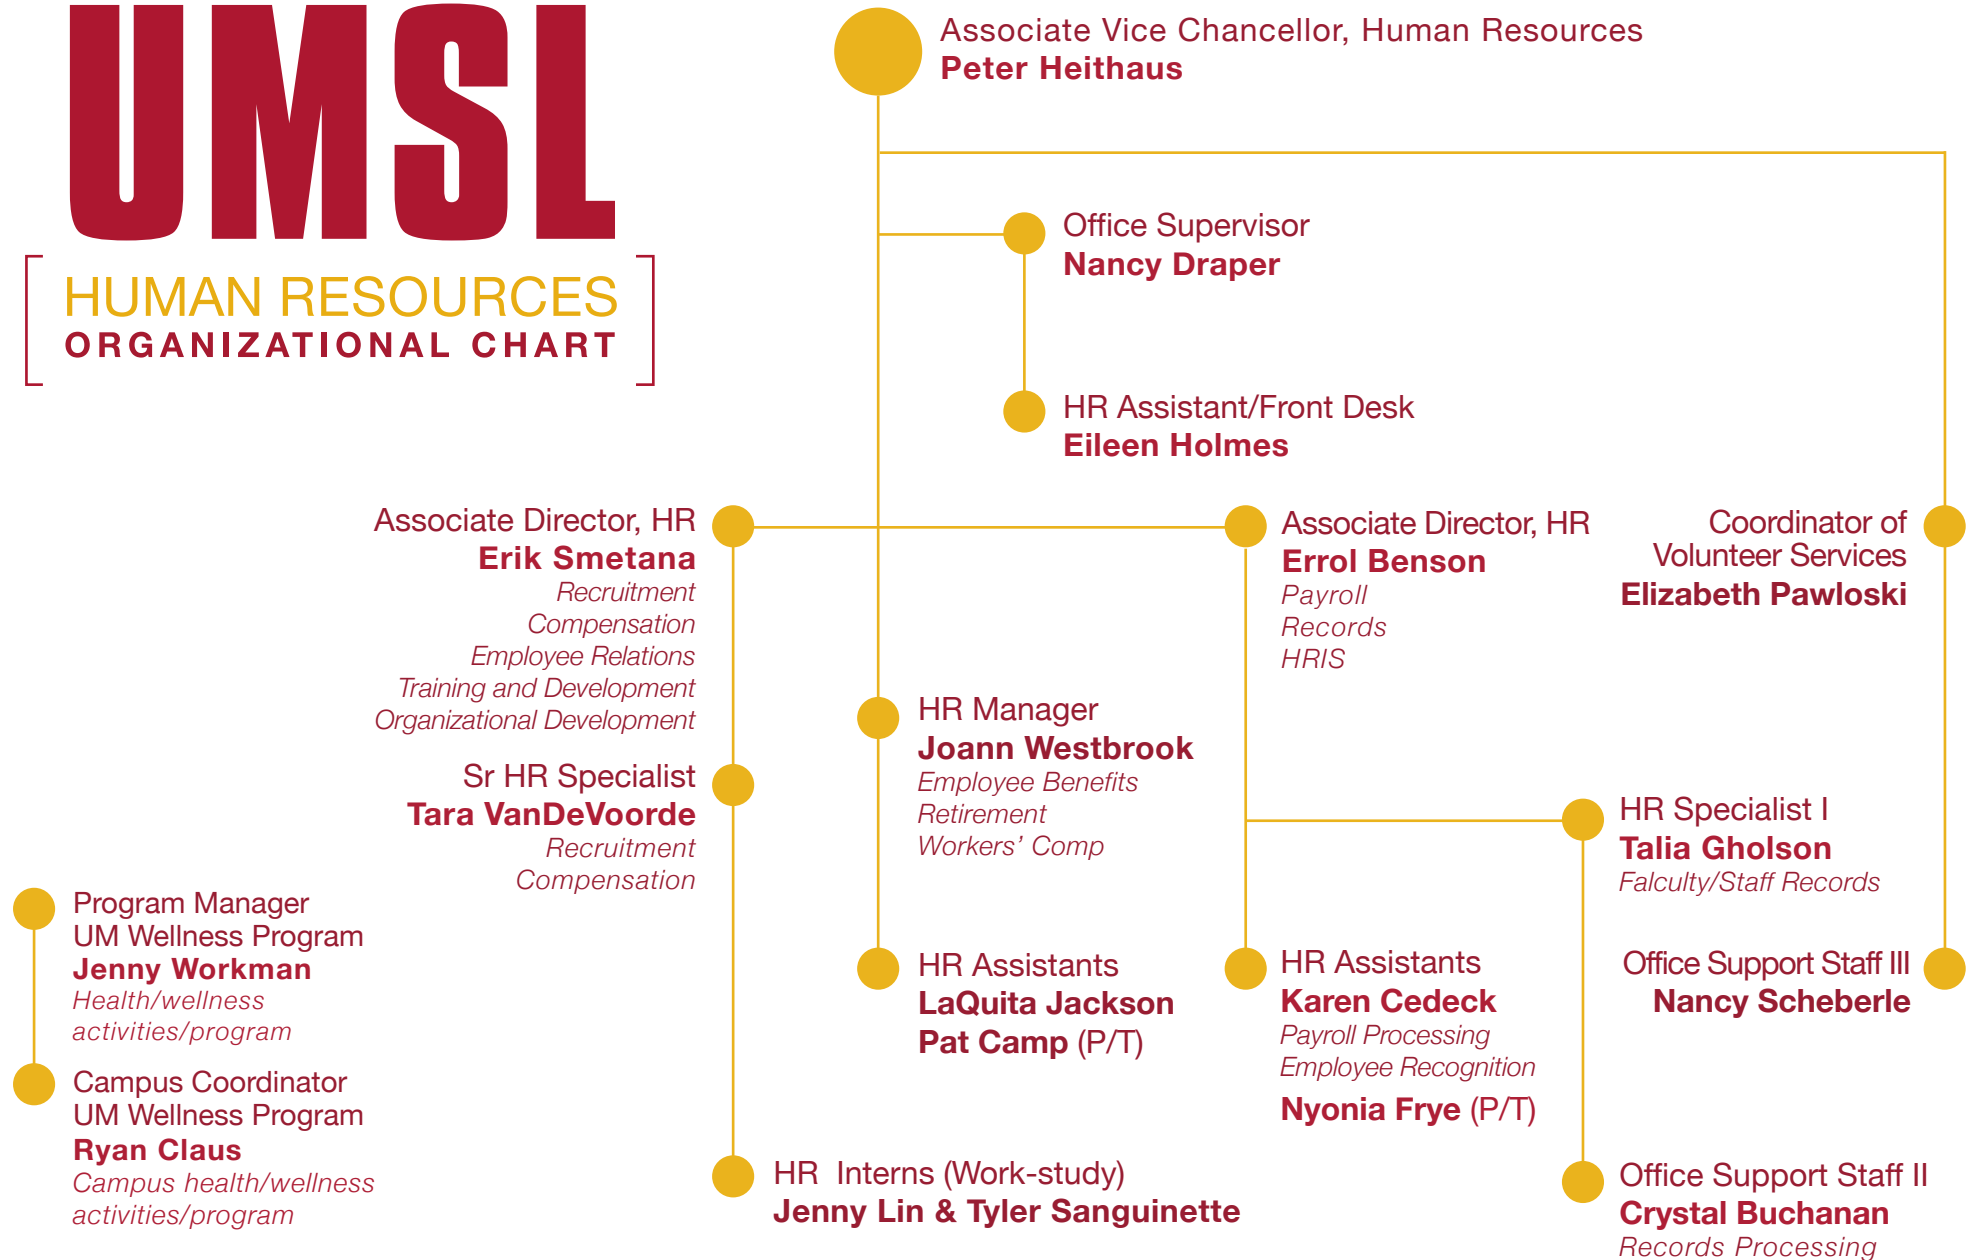 UMSL
HUMAN RESOURCES
ORGANIZATIONAL CHART
Associate Vice Chancellor, Human Resources
Peter Heithaus
Office Supervisor
Nancy Draper
HR Assistant/Front Desk
Eileen Holmes
Associate Director, HR
Erik Smetana
Recruitment
Compensation
Employee Relations
Training and Development
Organizational Development
Sr HR Specialist
Tara VanDeVoorde
Recruitment
Compensation
HR Interns (Work-study)
Jenny Lin & Tyler Sanguinette
HR Manager
Joann Westbrook
Employee Benefits
Retirement
Workers’ Comp
HR Assistants
LaQuita Jackson
Pat Camp (P/T)
Associate Director, HR
Errol Benson
Payroll
Records
HRIS
HR Assistants
Karen Cedeck
Payroll Processing
Employee Recognition
Nyonia Frye (P/T)
HR Specialist I
Talia Gholson
Falculty/Staff Records
Office Support Staff II
Crystal Buchanan
Records Processing
Coordinator of
Volunteer Services
Elizabeth Pawloski
Office Support Staff III
Nancy Scheberle
Program Manager
UM Wellness Program
Jenny Workman
Health/wellness
activities/program
Campus Coordinator
UM Wellness Program
Ryan Claus
Campus health/wellness
activities/program